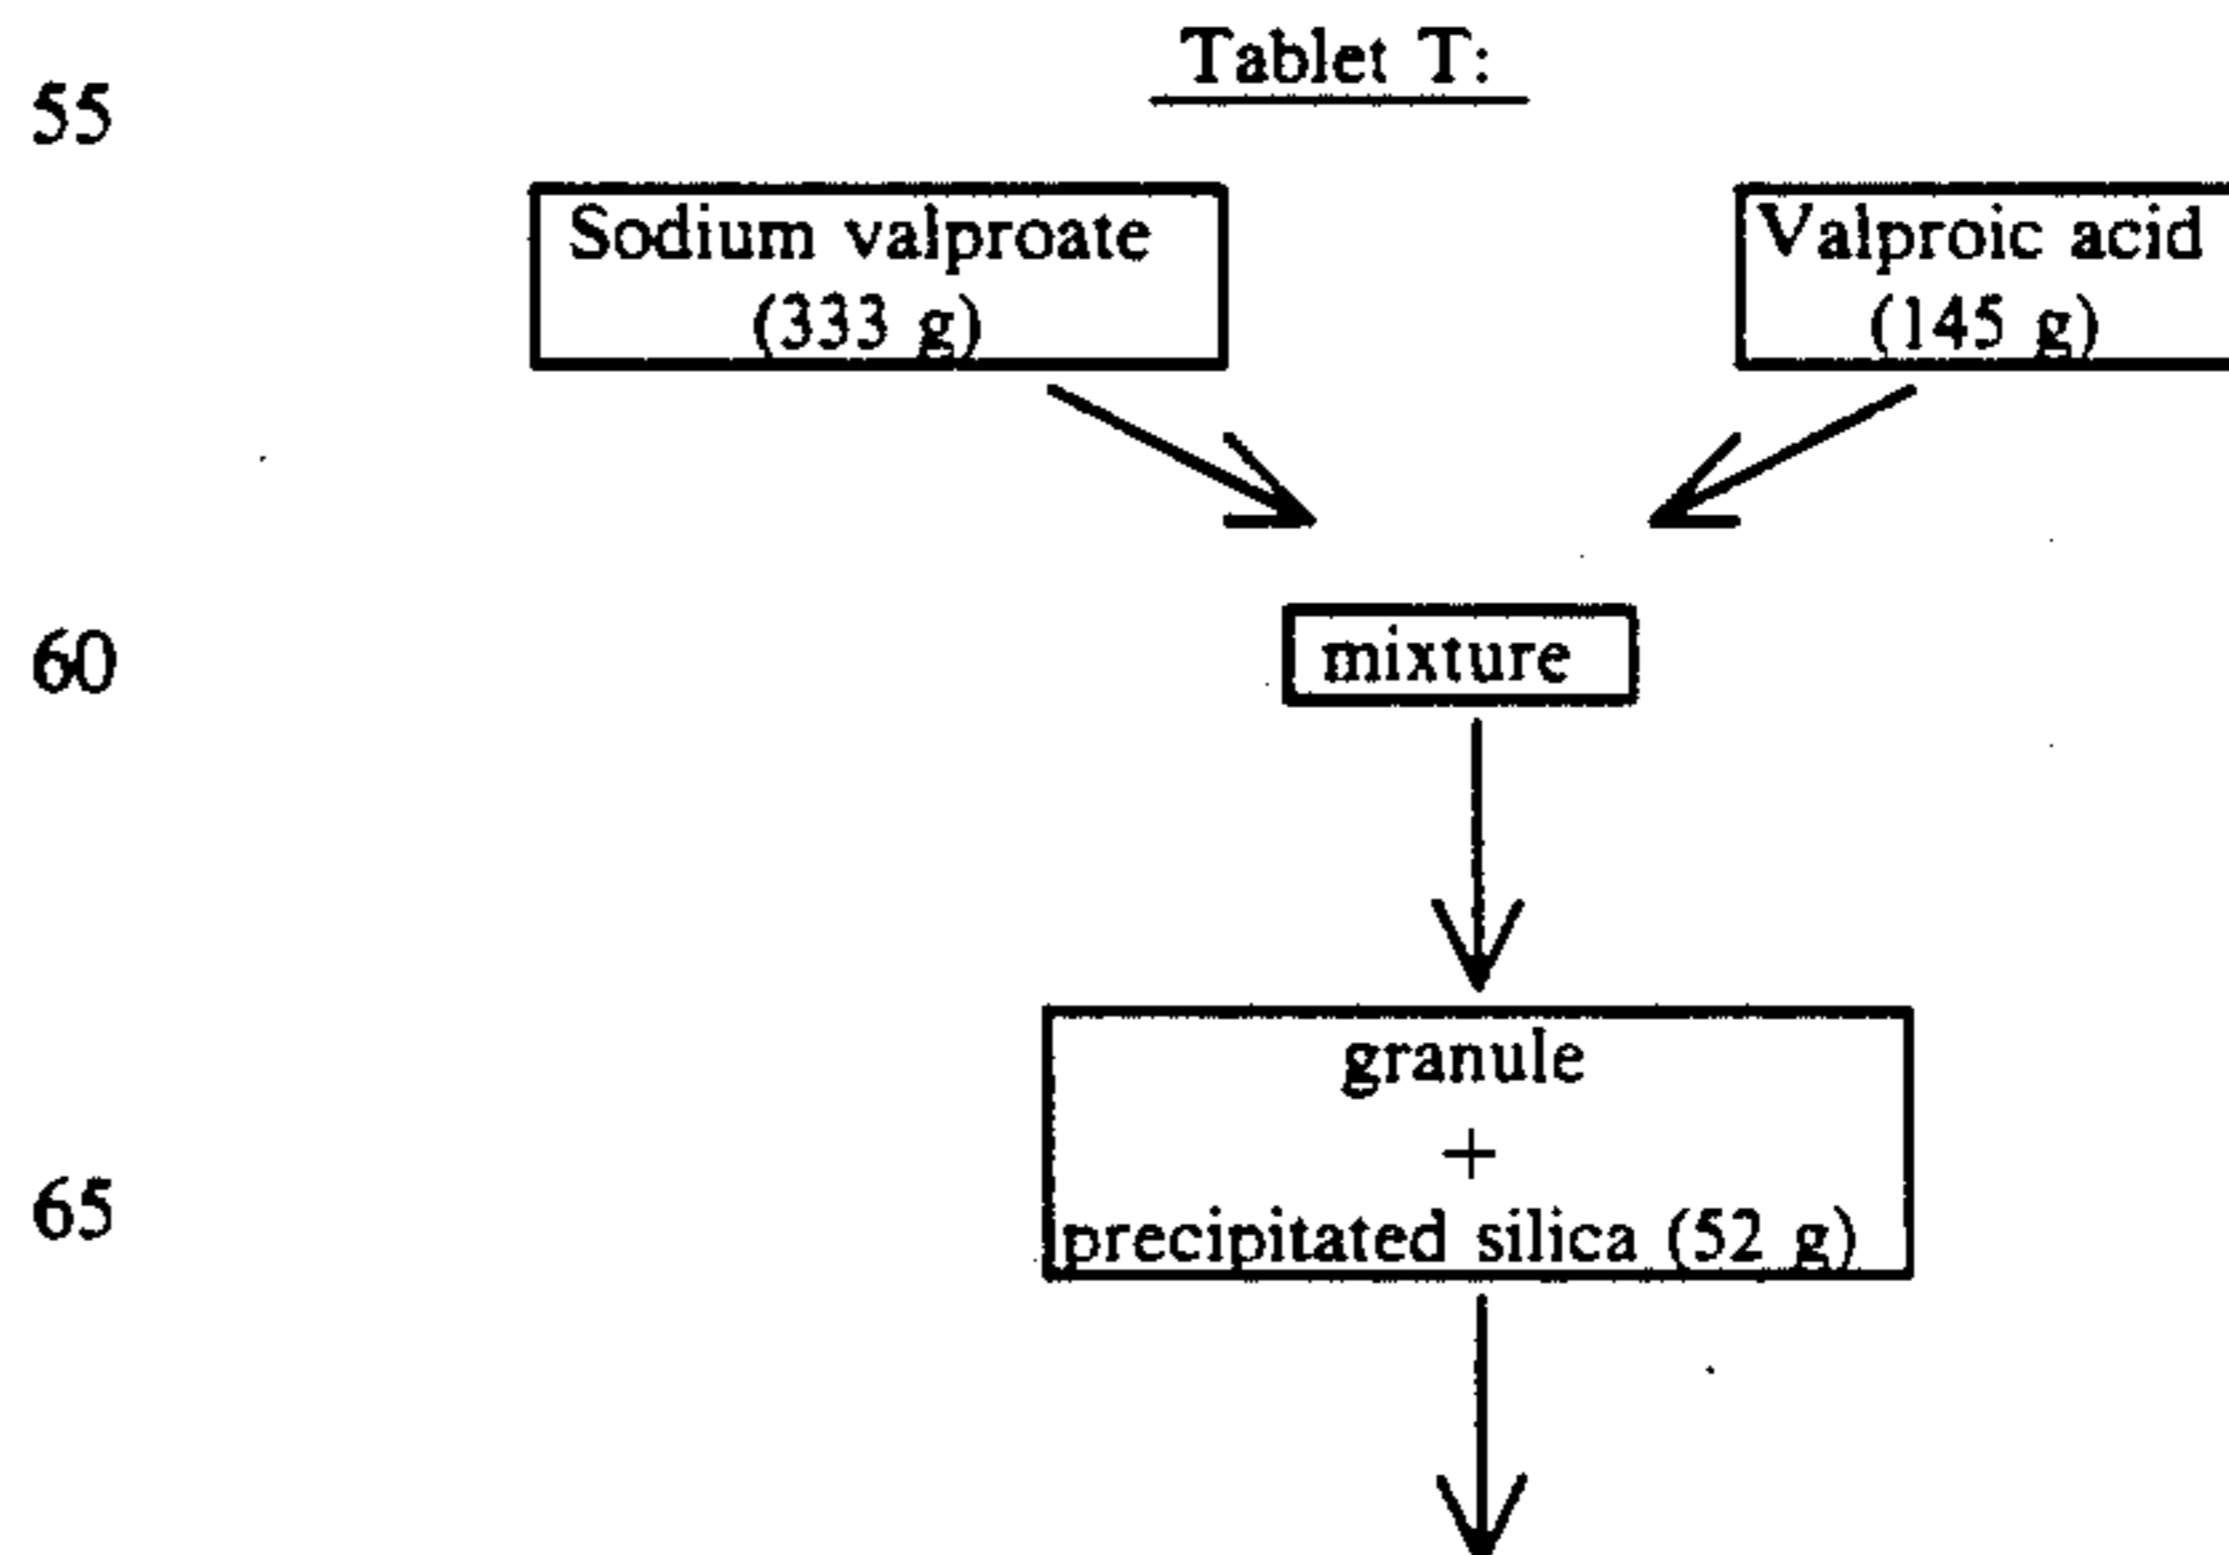 Tablet T:
55
Sodium valproate
(333 g)
Valproic acid
(145 g)
60
mixture
granule
+
65
precipitated silica (52 g)